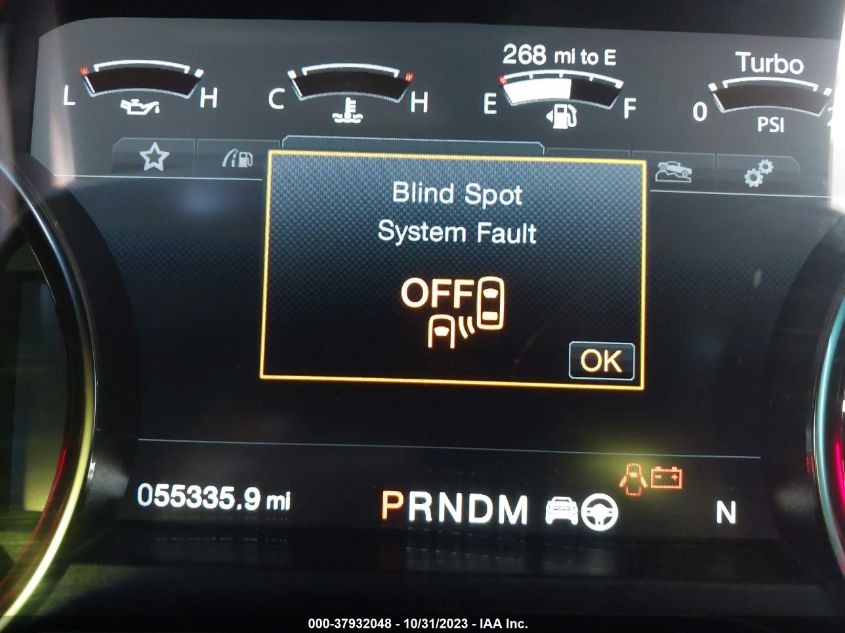 268 mi to E
Turbo
L H C H E F 0
PSI
Blind Spot
System Fault
OFF
OK
055335.9 mi
PRNDM
N
000-37932048 - 10/31/2023 - IAA Inc.